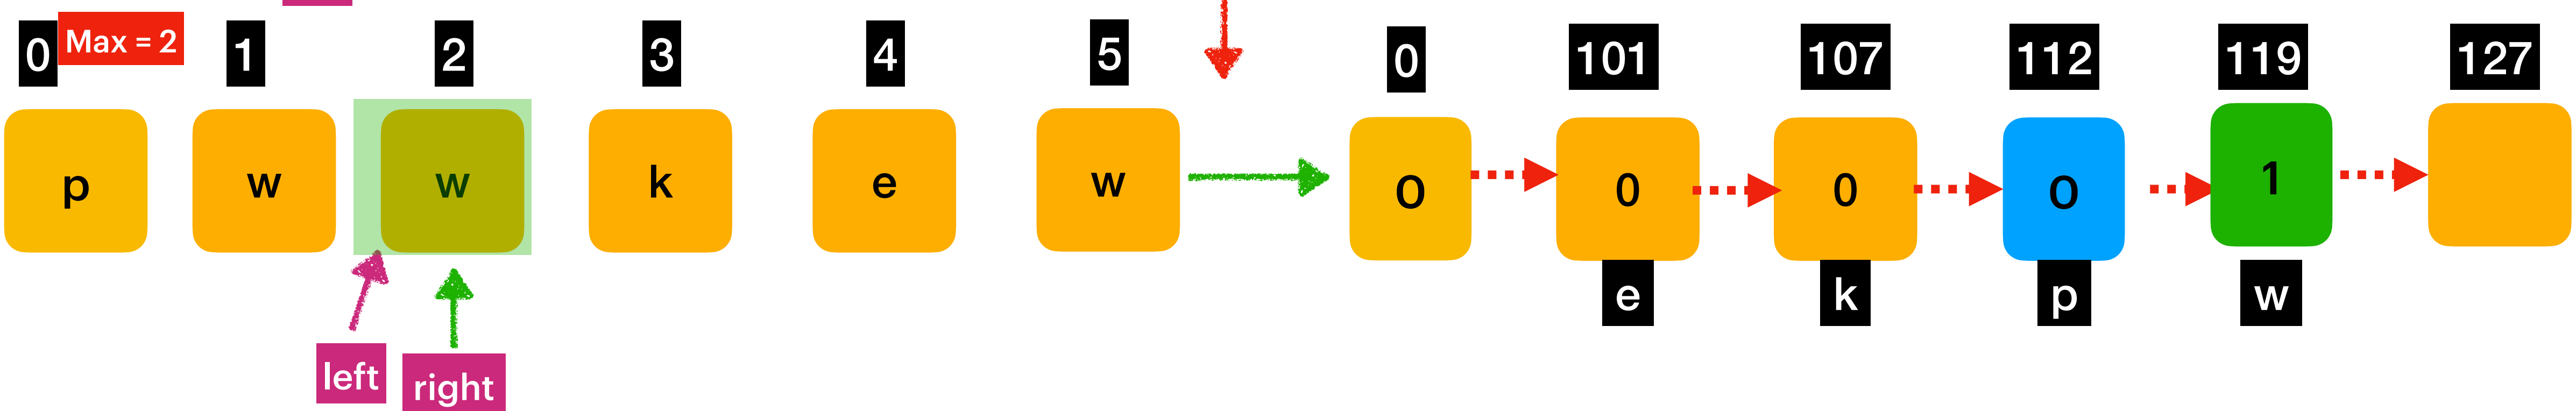 0 Max = 2 1 2 3 4 5 0 101 107 112 119 127
p w w k e w 0 0 0 0 1
e k p w
left right